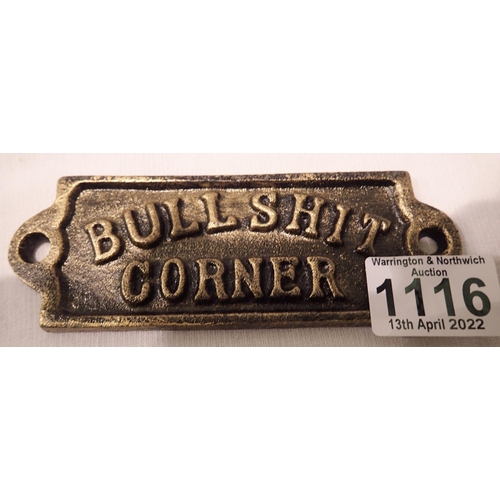 BULLSHIT
CORNER
Warrington & Northwich
Auction
1116
13th April 2022